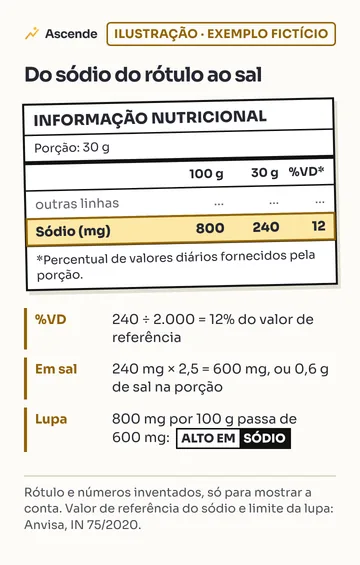 Ascende
ILUSTRAÇÃO · EXEMPLO FICTÍCIO
Do sódio do rótulo ao sal
INFORMAÇÃO NUTRICIONAL
Porção: 30 g
100 g 30 g %VD*
outras linhas ... ... ...
Sódio (mg) 800 240 12
*Percentual de valores diários fornecidos pela
porção.
%VD 240 ÷ 2.000 = 12% do valor de
referência
Em sal 240 mg × 2,5 = 600 mg, ou 0,6 g
de sal na porção
Lupa 800 mg por 100 g passa de
600 mg: ALTO EM SÓDIO
Rótulo e números inventados, só para mostrar a
conta. Valor de referência do sódio e limite da lupa:
Anvisa, IN 75/2020.